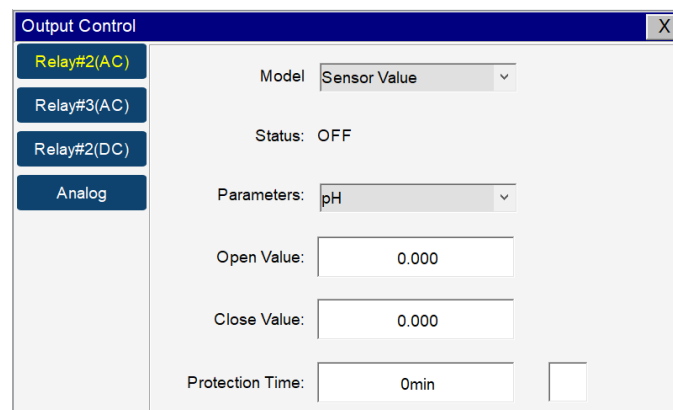 Output Control X
Relay#2(AC)
Relay#3(AC)
Relay#2(DC)
Analog
Model Sensor Value
Status: OFF
Parameters: pH
Open Value: 0.000
Close Value: 0.000
Protection Time: 0min